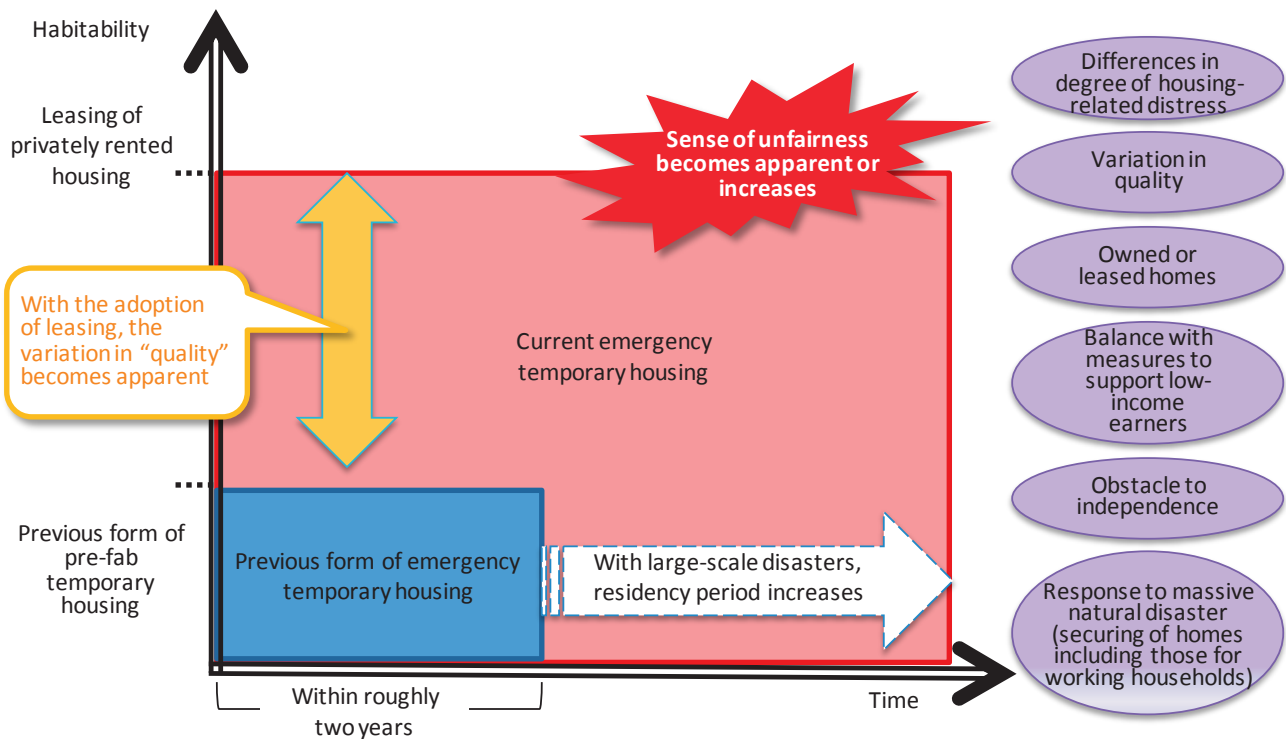 Habitability
Leasing of
privately rented
housing
With the adoption
of leasing, the
variation in “quality”
becomes apparent
Previous form of
pre-fab
temporary
housing
Sense of unfairness
becomes apparent or
increases
Current emergency
temporary housing
Previous form of emergency
temporary housing
With large-scale disasters,
residency period increases
Within roughly
two years
Time
Differences in
degree of housing-
related distress
Variation in
quality
Owned or
leased homes
Balance with
measures to
support low-
income
earners
Obstacle to
independence
Response to massive
natural disaster
(securing of homes
including those for
working households)